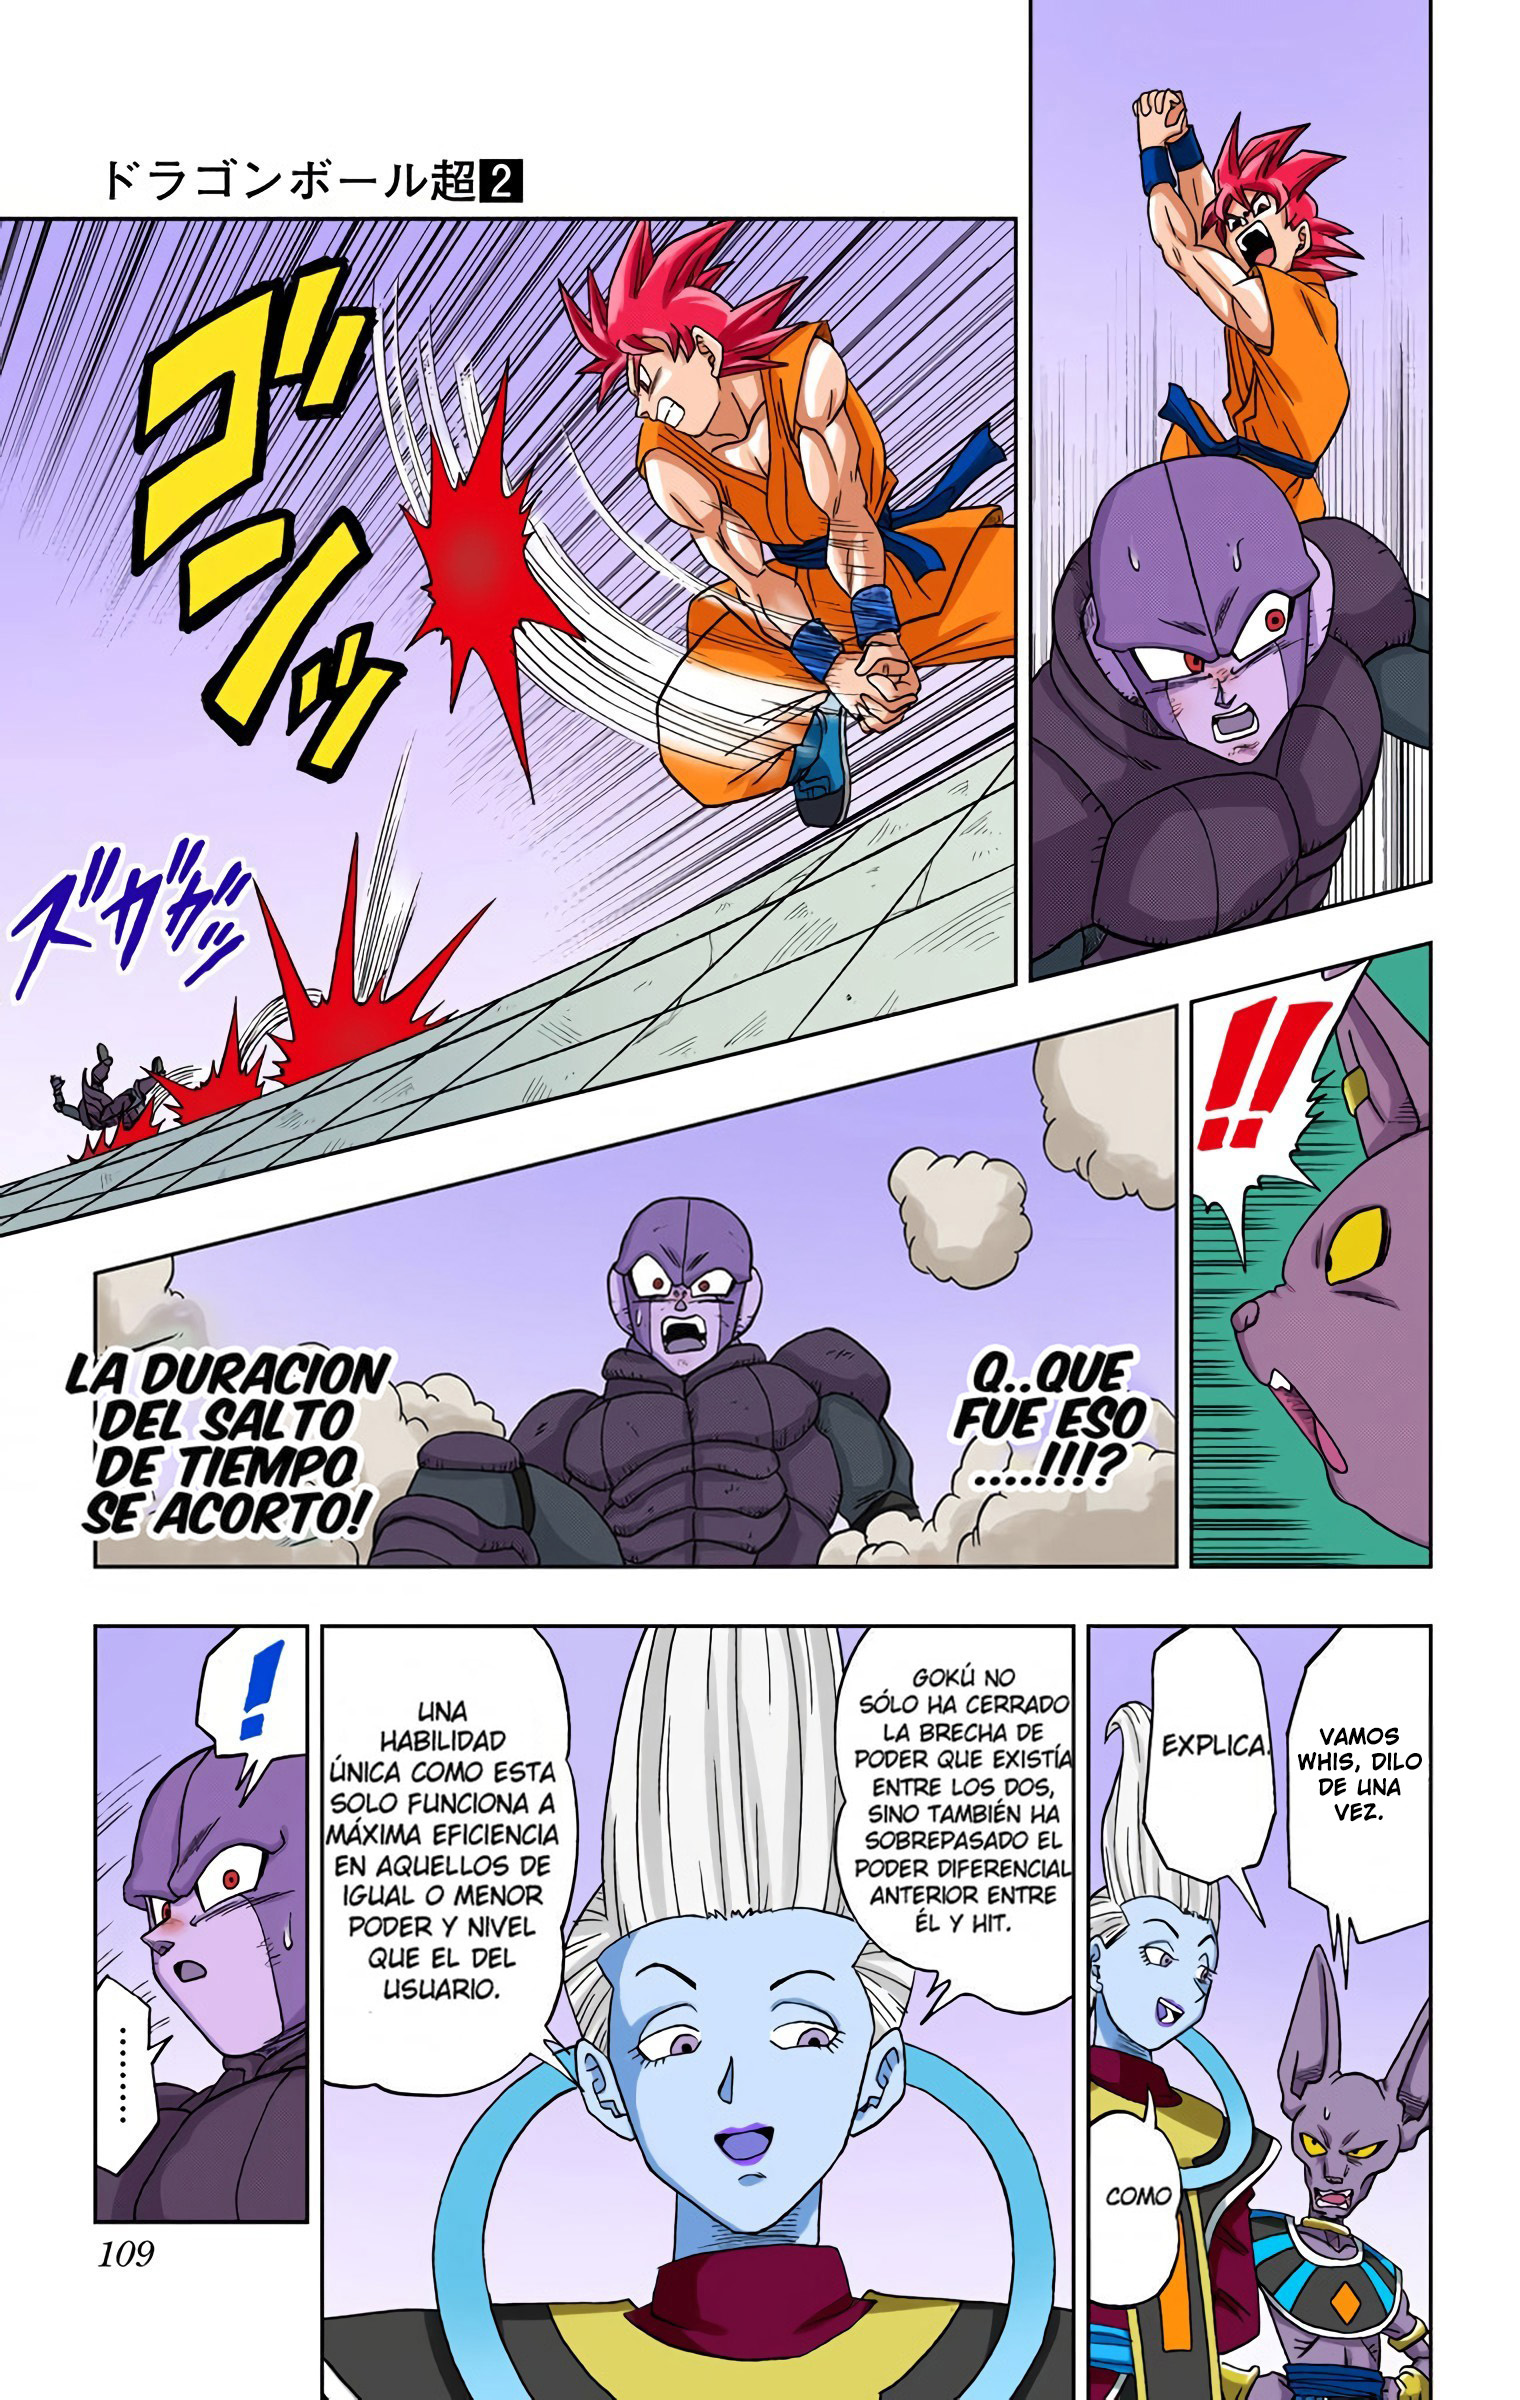 ドラゴンボール超2
ゴンッ
ズガガッ
!!
Q..QUE
FUE ESO
....!!!?
LA DURACION
DEL SALTO
DE TIEMPO
SE ACORTO!
VAMOS
WHIS, DILO
DE UNA
VEZ.
EXPLICA.
COMO
GOKÚ NO
SÓLO HA CERRADO
LA BRECHA DE
PODER QUE EXISTÍA
ENTRE LOS DOS,
SINO TAMBIÉN HA
SOBREPASADO EL
PODER DIFERENCIAL
ANTERIOR ENTRE
ÉL Y HIT.
UNA
HABILIDAD
ÚNICA COMO ESTA
SOLO FUNCIONA A
MÁXIMA EFICIENCIA
EN AQUELLOS DE
IGUAL O MENOR
PODER Y NIVEL
QUE EL DEL
USUARIO.
!
.........
109